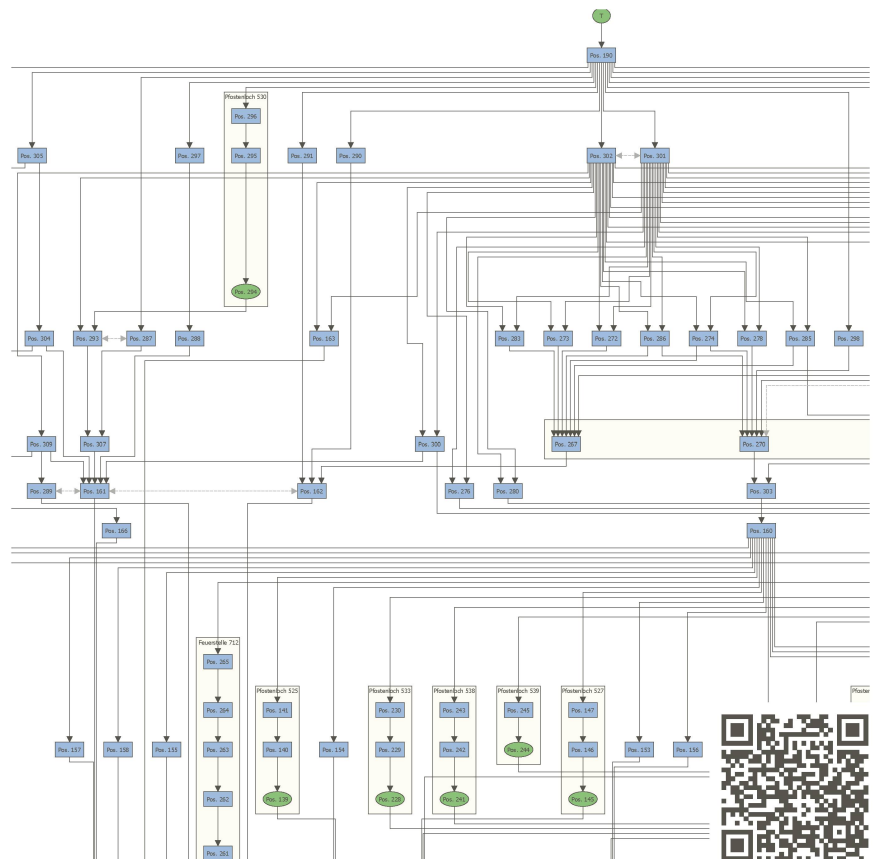 T
Pos. 190
Pfostenloch 530
Pos. 296
Pos. 305
Pos. 297
Pos. 295
Pos. 291
Pos. 290
Pos. 302
Pos. 301
Pos. 294
Pos. 304
Pos. 293
Pos. 287
Pos. 288
Pos. 163
Pos. 283
Pos. 273
Pos. 272
Pos. 286
Pos. 274
Pos. 278
Pos. 285
Pos. 298
Pos. 309
Pos. 307
Pos. 300
Pos. 267
Pos. 270
Pos. 289
Pos. 161
Pos. 162
Pos. 276
Pos. 280
Pos. 303
Pos. 166
Pos. 160
Feuerstelle 712
Pos. 265
Pfostenloch 525
Pfostenloch 533
Pfostenloch 538
Pfostenloch 539
Pfostenloch 527
Pfosten
Pos. 264
Pos. 141
Pos. 230
Pos. 243
Pos. 245
Pos. 147
Pos. 157
Pos. 158
Pos. 155
Pos. 263
Pos. 140
Pos. 154
Pos. 229
Pos. 242
Pos. 244
Pos. 146
Pos. 153
Pos. 156
Pos. 262
Pos. 139
Pos. 228
Pos. 241
Pos. 145
Pos. 261